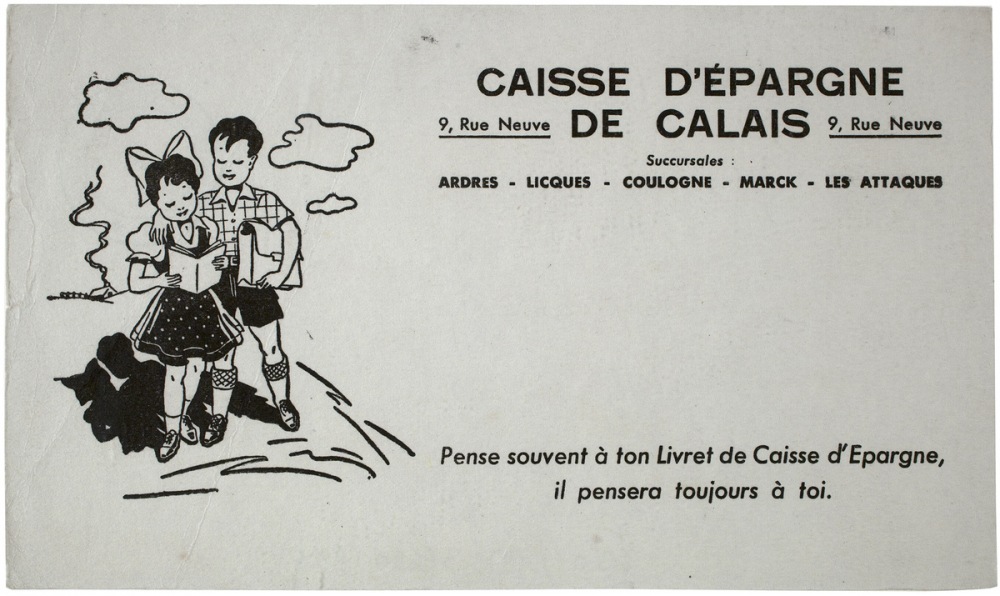 CAISSE D'ÉPARGNE
9, Rue Neuve DE CALAIS 9, Rue Neuve
Succursales :
ARDRES - LICQUES - COULOGNE - MARCK - LES ATTAQUES
Pense souvent à ton Livret de Caisse d'Epargne,
il pensera toujours à toi.